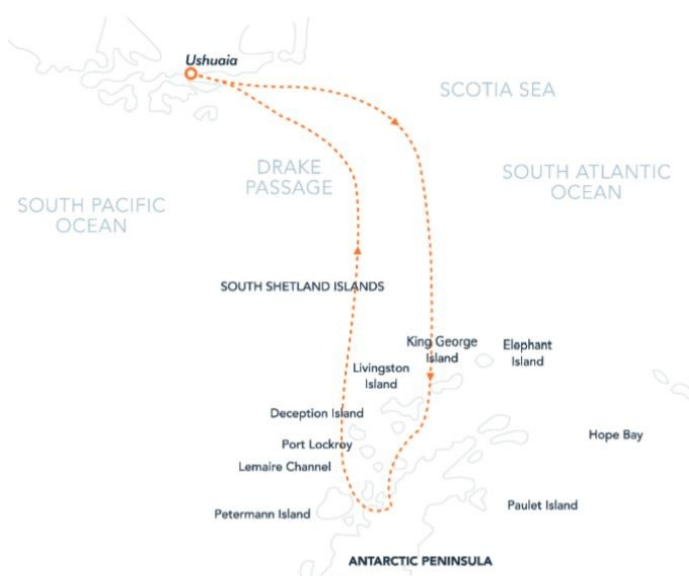 Ushuaia
SCOTIA SEA
DRAKE
PASSAGE
SOUTH ATLANTIC
OCEAN
SOUTH PACIFIC
OCEAN
SOUTH SHETLAND ISLANDS
King George
Island
Elephant
Island
Livingston
Island
Deception Island
Port Lockroy
Hope Bay
Lemaire Channel
Petermann Island
Paulet Island
ANTARCTIC PENINSULA